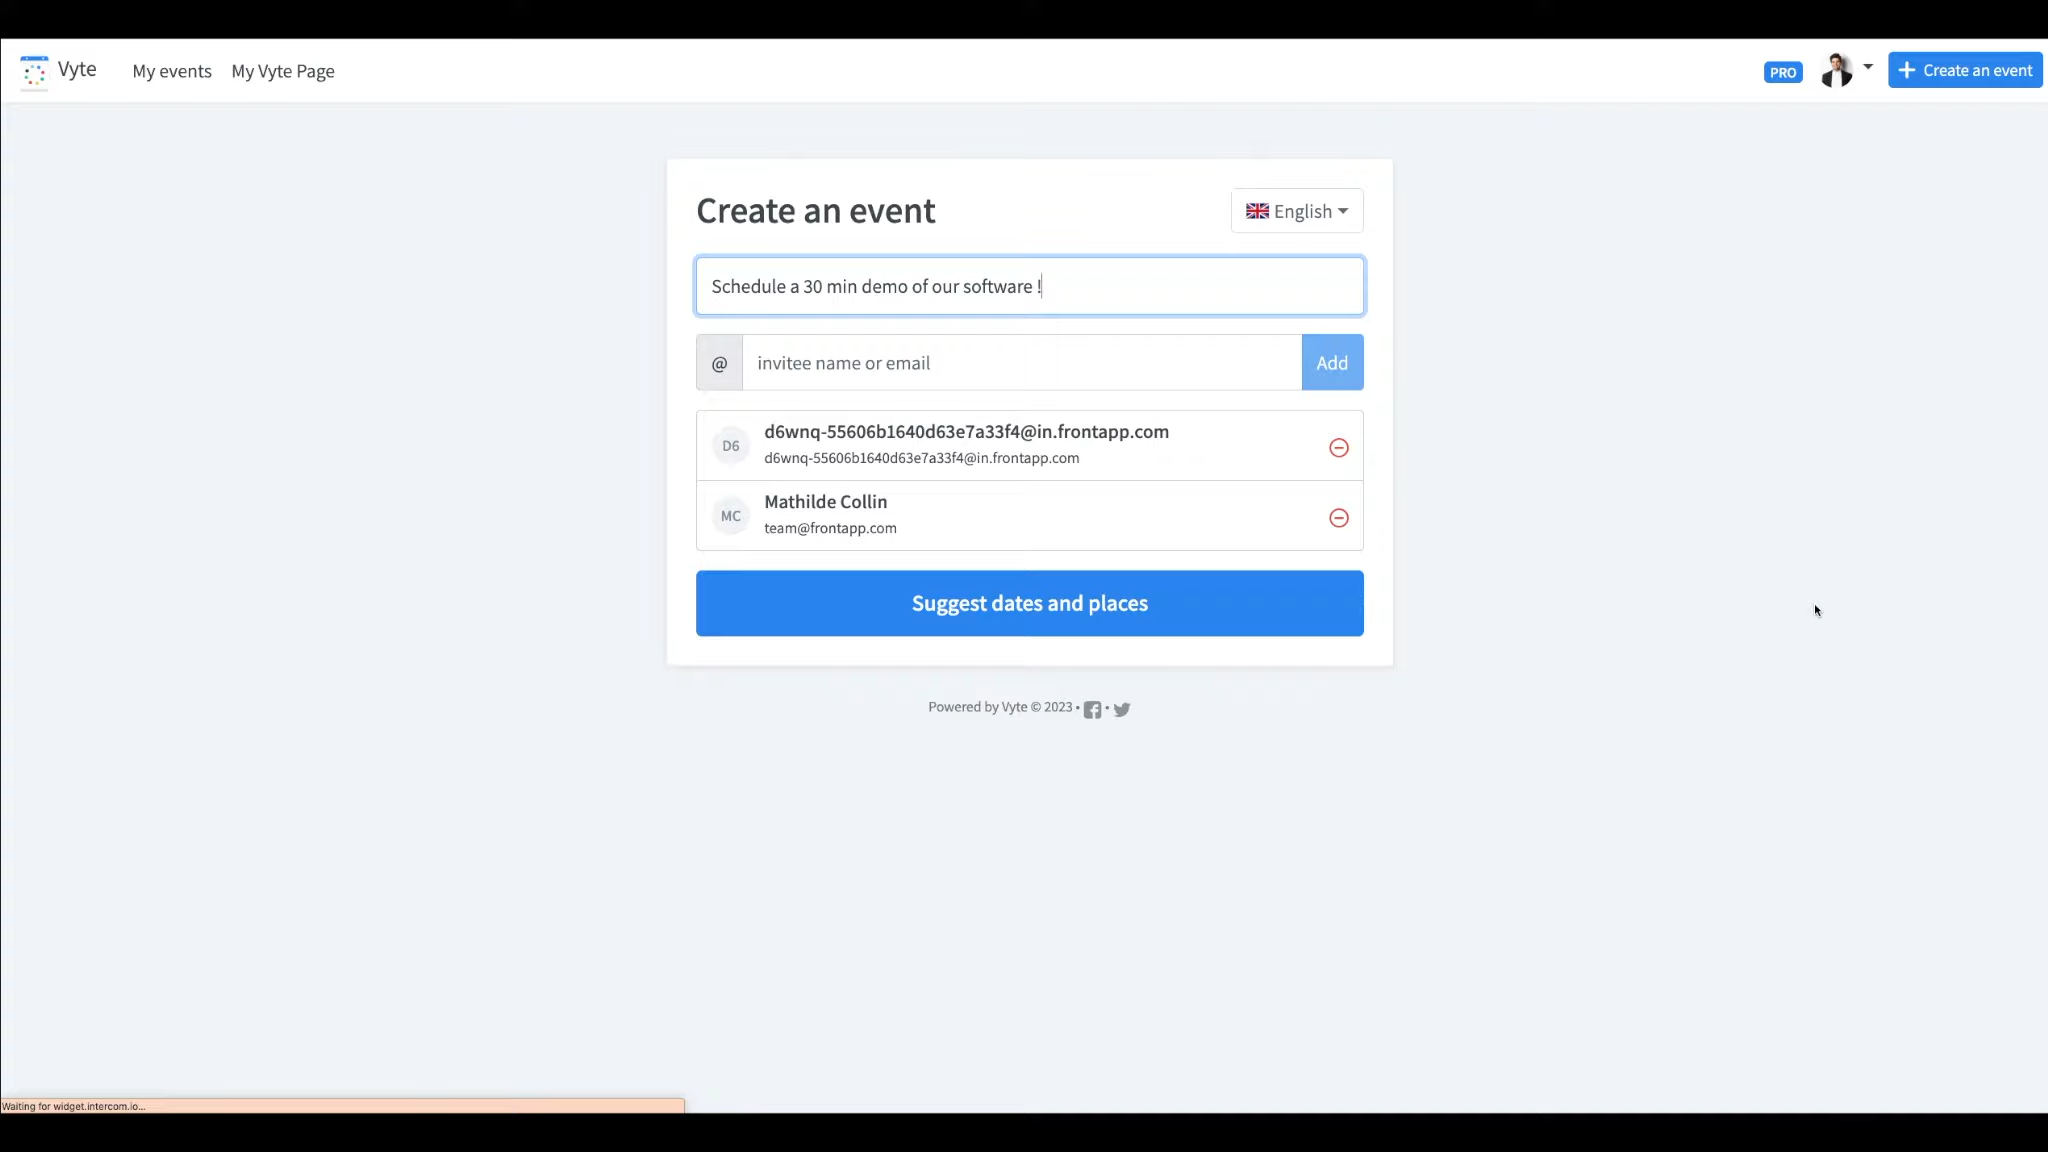 Vyte
My events
My Vyte Page
PRO
Create an event
Create an event
English
Schedule a 30 min demo of our software !
@
invitee name or email
Add
D6
d6wnq-55606b1640d63e7a33f4@in.frontapp.com
d6wnq-55606b1640d63e7a33f4@in.frontapp.com
MC
Mathilde Collin
team@frontapp.com
Suggest dates and places
Powered by Vyte © 2023 • •
Waiting for widget.intercom.io...